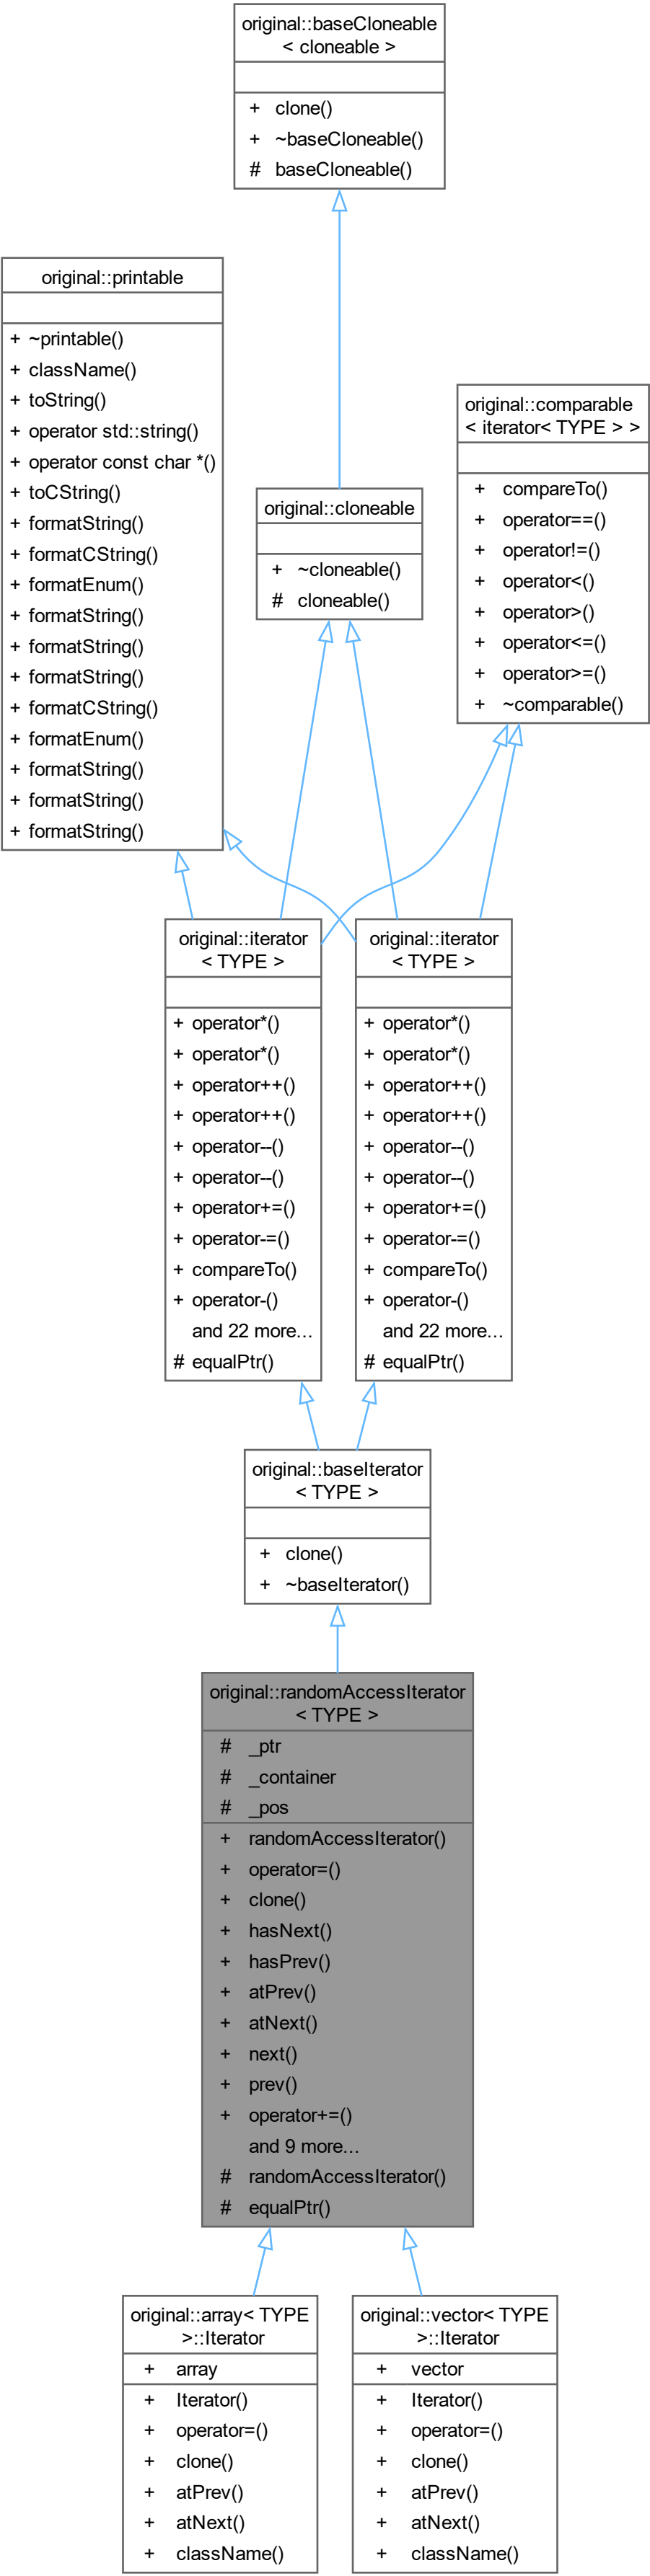 original::baseCloneable
< cloneable >
+ clone()
+ ~baseCloneable()
# baseCloneable()
original::printable
+ ~printable()
+ className()
+ toString()
+ operator std::string()
+ operator const char *()
+ toCString()
+ formatString()
+ formatCString()
+ formatEnum()
+ formatString()
+ formatString()
+ formatString()
+ formatCString()
+ formatEnum()
+ formatString()
+ formatString()
+ formatString()
original::cloneable
+ ~cloneable()
# cloneable()
original::comparable
< iterator< TYPE > >
+ compareTo()
+ operator==()
+ operator!=()
+ operator<()
+ operator>()
+ operator<=()
+ operator>=()
+ ~comparable()
original::iterator
< TYPE >
+ operator*()
+ operator*()
+ operator++()
+ operator++()
+ operator--()
+ operator--()
+ operator+=()
+ operator-=()
+ compareTo()
+ operator-()
and 22 more...
# equalPtr()
original::iterator
< TYPE >
+ operator*()
+ operator*()
+ operator++()
+ operator++()
+ operator--()
+ operator--()
+ operator+=()
+ operator-=()
+ compareTo()
+ operator-()
and 22 more...
# equalPtr()
original::baseIterator
< TYPE >
+ clone()
+ ~baseIterator()
original::randomAccessIterator
< TYPE >
# _ptr
# _container
# _pos
+ randomAccessIterator()
+ operator=()
+ clone()
+ hasNext()
+ hasPrev()
+ atPrev()
+ atNext()
+ next()
+ prev()
+ operator+=()
and 9 more...
# randomAccessIterator()
# equalPtr()
original::array< TYPE
>::Iterator
+ array
+ Iterator()
+ operator=()
+ clone()
+ atPrev()
+ atNext()
+ className()
original::vector< TYPE
>::Iterator
+ vector
+ Iterator()
+ operator=()
+ clone()
+ atPrev()
+ atNext()
+ className()